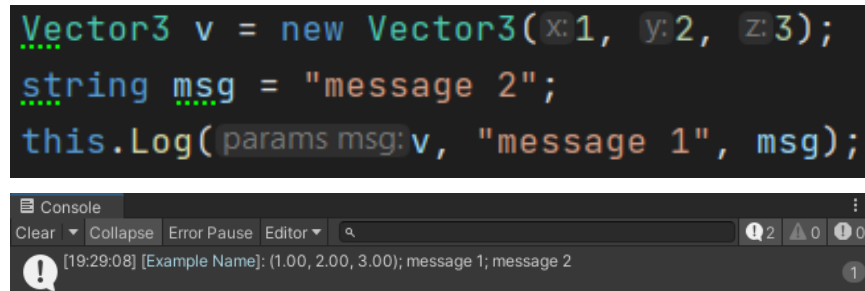 Vector3 v = new Vector3(x:1, y:2, z:3);
string msg = "message 2";
this.Log(params msg:v, "message 1", msg);
Console
Clear Collapse Error Pause Editor 2 0 0
[19:29:08] [Example Name]: (1.00, 2.00, 3.00); message 1; message 2 1